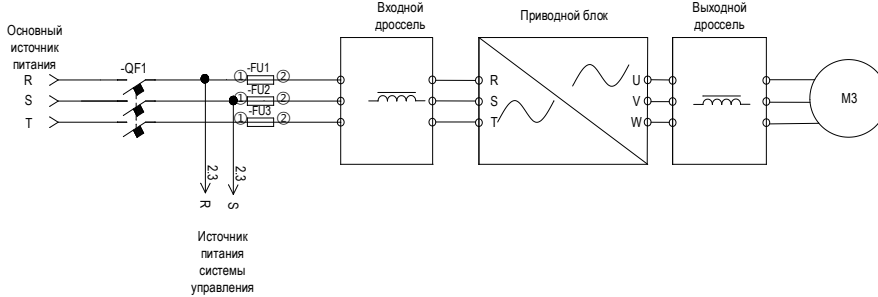 Входной
дроссель
Приводной блок
Выходной
дроссель
Основный
источник
питания
-QF1
R
① -FU1 ②
R
U
S
① -FU2 ②
S
V
M3
T
① -FU3 ②
T
W
2.3
2.3
R
S
Источник
питания
системы
управления